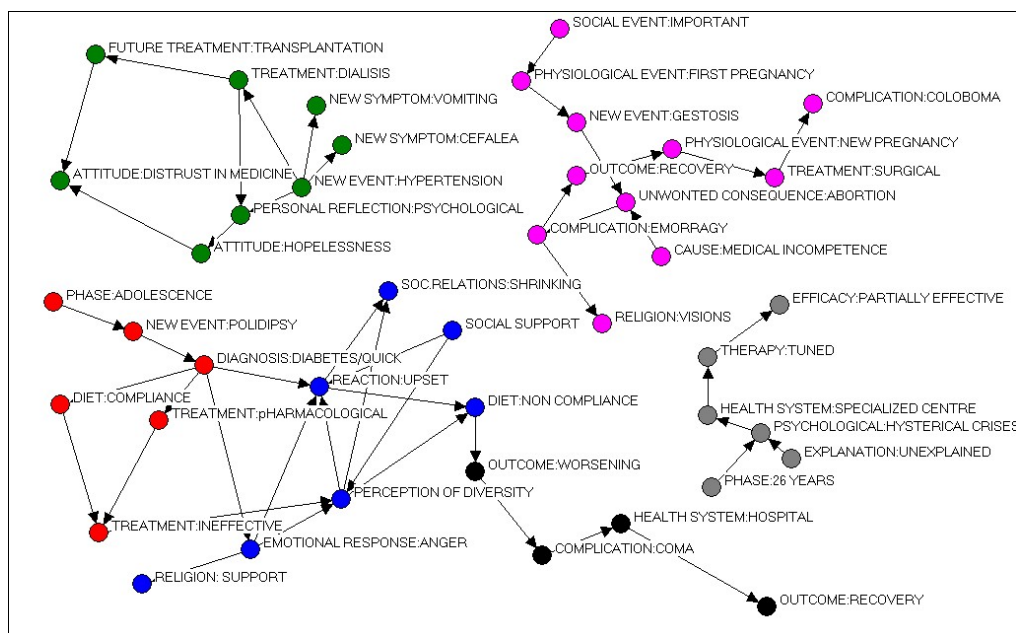 SOCIAL EVENT:IMPORTANT
FUTURE TREATMENT:TRANSPLANTATION
TREATMENT:DIALISIS
PHYSIOLOGICAL EVENT:FIRST PREGNANCY
NEW SYMPTOM:VOMITING
COMPLICATION:COLOBOMA
NEW EVENT:GESTOSIS
NEW SYMPTOM:CEFALEA
PHYSIOLOGICAL EVENT:NEW PREGNANCY
ATTITUDE:DISTRUST IN MEDICINE
NEW EVENT:HYPERTENSION
OUTCOME:RECOVERY
TREATMENT:SURGICAL
UNWONTED CONSEQUENCE:ABORTION
PERSONAL REFLECTION:PSYCHOLOGICAL
COMPLICATION:EMORRAGY
ATTITUDE:HOPELESSNESS
CAUSE:MEDICAL INCOMPETENCE
PHASE:ADOLESCENCE
SOC.RELATIONS:SHRINKING
EFFICACY:PARTIALLY EFFECTIVE
NEW EVENT:POLIDIPSY
SOCIAL SUPPORT
RELIGION:VISIONS
DIAGNOSIS:DIABETES/QUICK
THERAPY:TUNED
REACTION:UPSET
DIET:COMPLIANCE
DIET:NON COMPLIANCE
TREATMENT:pHARMACOLOGICAL
HEALTH SYSTEM:SPECIALIZED CENTRE
PSYCHOLOGICAL:HYSTERICAL CRISES
EXPLANATION:UNEXPLAINED
OUTCOME:WORSENING
PHASE:26 YEARS
PERCEPTION OF DIVERSITY
TREATMENT:INEFFECTIVE
HEALTH SYSTEM:HOSPITAL
EMOTIONAL RESPONSE:ANGER
COMPLICATION:COMA
RELIGION: SUPPORT
OUTCOME:RECOVERY